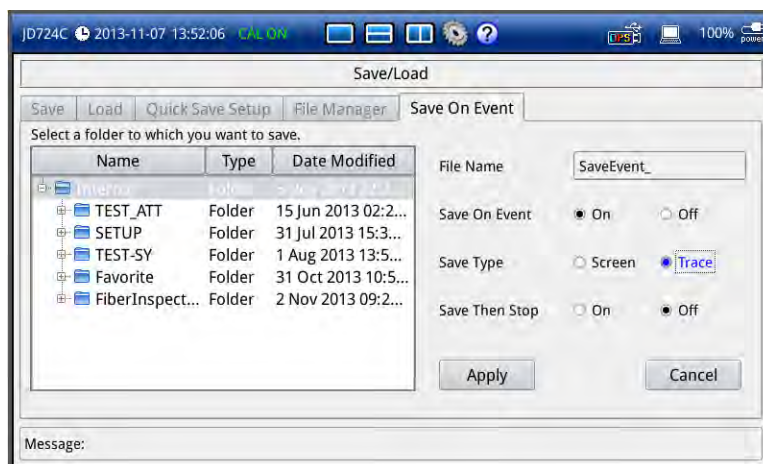 JD724C 2013-11-07 13:52:06 CAL ON GPS 100%
Save/Load
Save Load Quick Save Setup File Manager Save On Event
Select a folder to which you want to save.
Name Type Date Modified
TEST_ATT Folder 15 Jun 2013 02:2...
SETUP Folder 31 Jul 2013 15:3...
TEST-SY Folder 1 Aug 2013 13:5...
Favorite Folder 31 Oct 2013 10:5...
FiberInspect... Folder 2 Nov 2013 09:2...
File Name SaveEvent_
Save On Event On Off
Save Type Screen Trace
Save Then Stop On Off
Apply Cancel
Message: